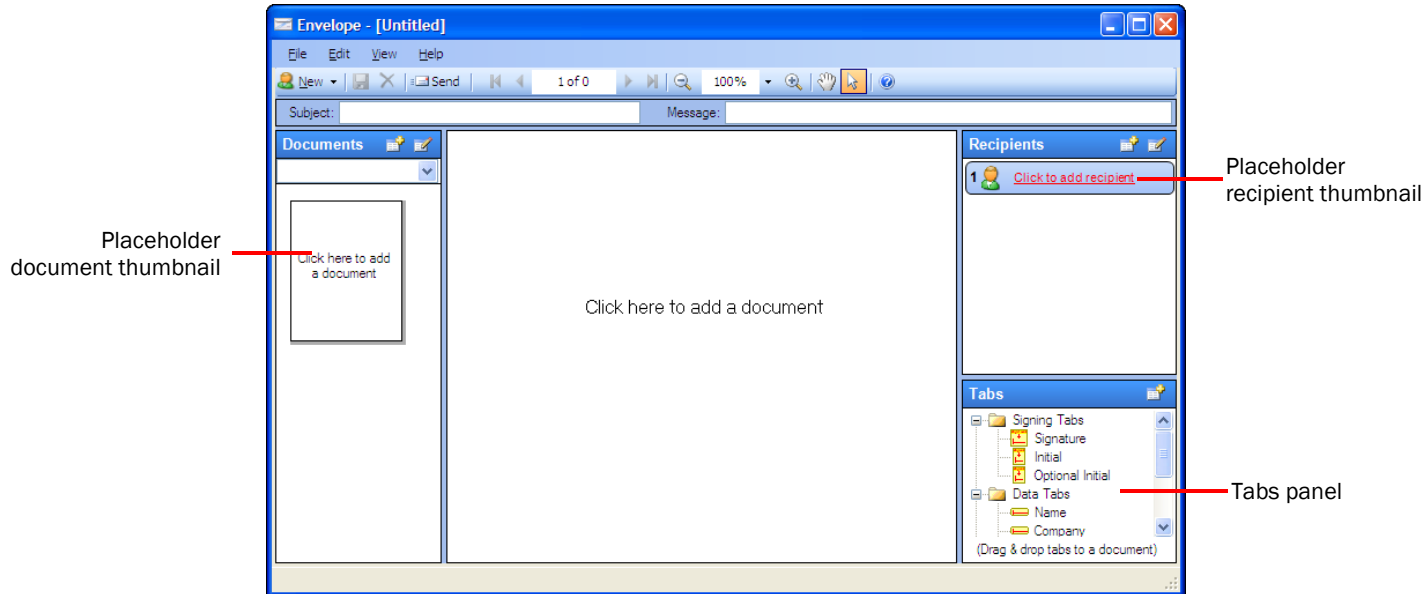 Envelope - [Untitled]
File Edit View Help
New Send 1 of 0 100%
Subject: Message:
Documents
Click here to add
a document
Click here to add a document
Recipients
1 Click to add recipient
Tabs
Signing Tabs
Signature
Initial
Optional Initial
Data Tabs
Name
Company
(Drag & drop tabs to a document)
Placeholder
document thumbnail
Placeholder
recipient thumbnail
Tabs panel